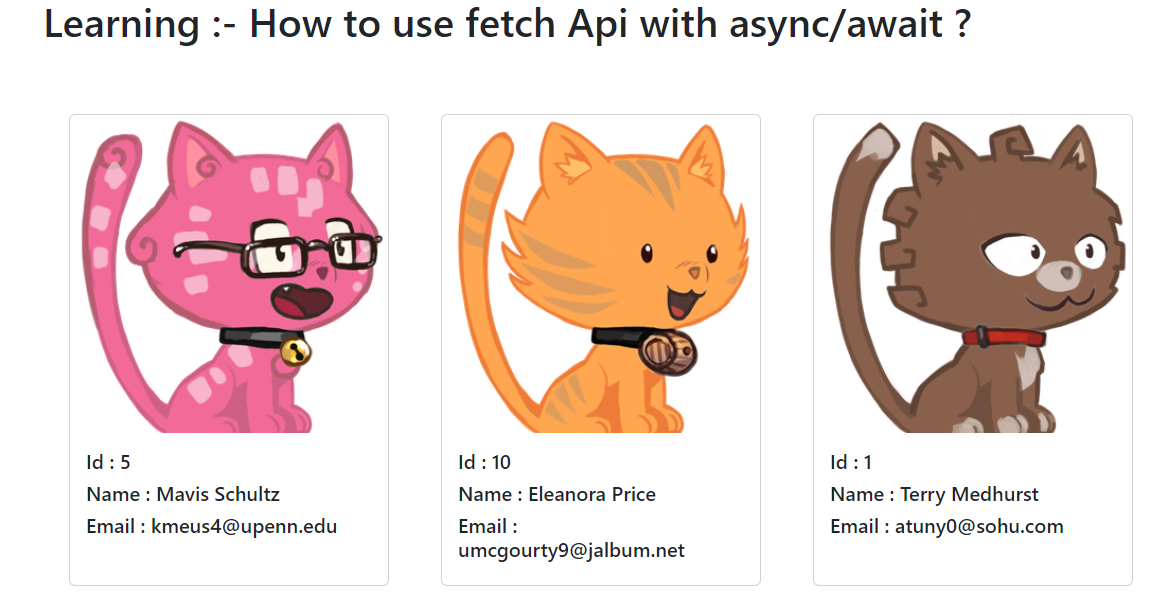 Learning :- How to use fetch Api with async/await ?
Id : 5
Name : Mavis Schultz
Email : kmeus4@upenn.edu
Id : 10
Name : Eleanora Price
Email :
umcgourty9@jalbum.net
Id : 1
Name : Terry Medhurst
Email : atuny0@sohu.com